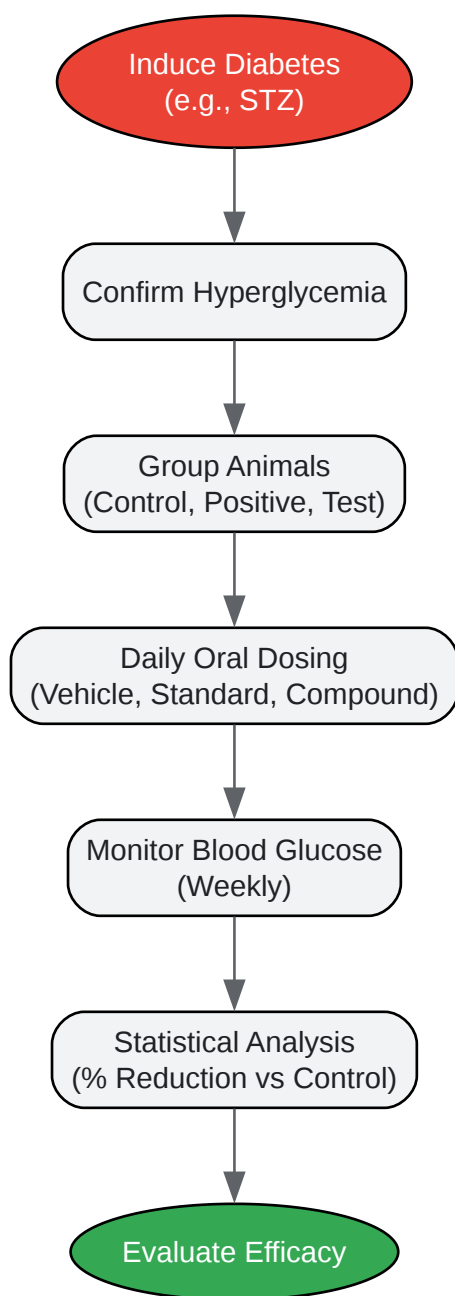 Induce Diabetes
(e.g., STZ)
Confirm Hyperglycemia
Group Animals
(Control, Positive, Test)
Daily Oral Dosing
(Vehicle, Standard, Compound)
Monitor Blood Glucose
(Weekly)
Statistical Analysis
(% Reduction vs Control)
Evaluate Efficacy